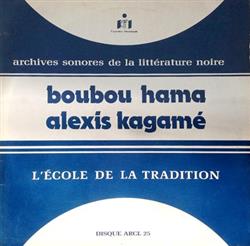 archives sonores de la littérature noire
boubou hama
alexis kagamé
L'ÉCOLE DE LA TRADITION
DISQUE ARCL 25